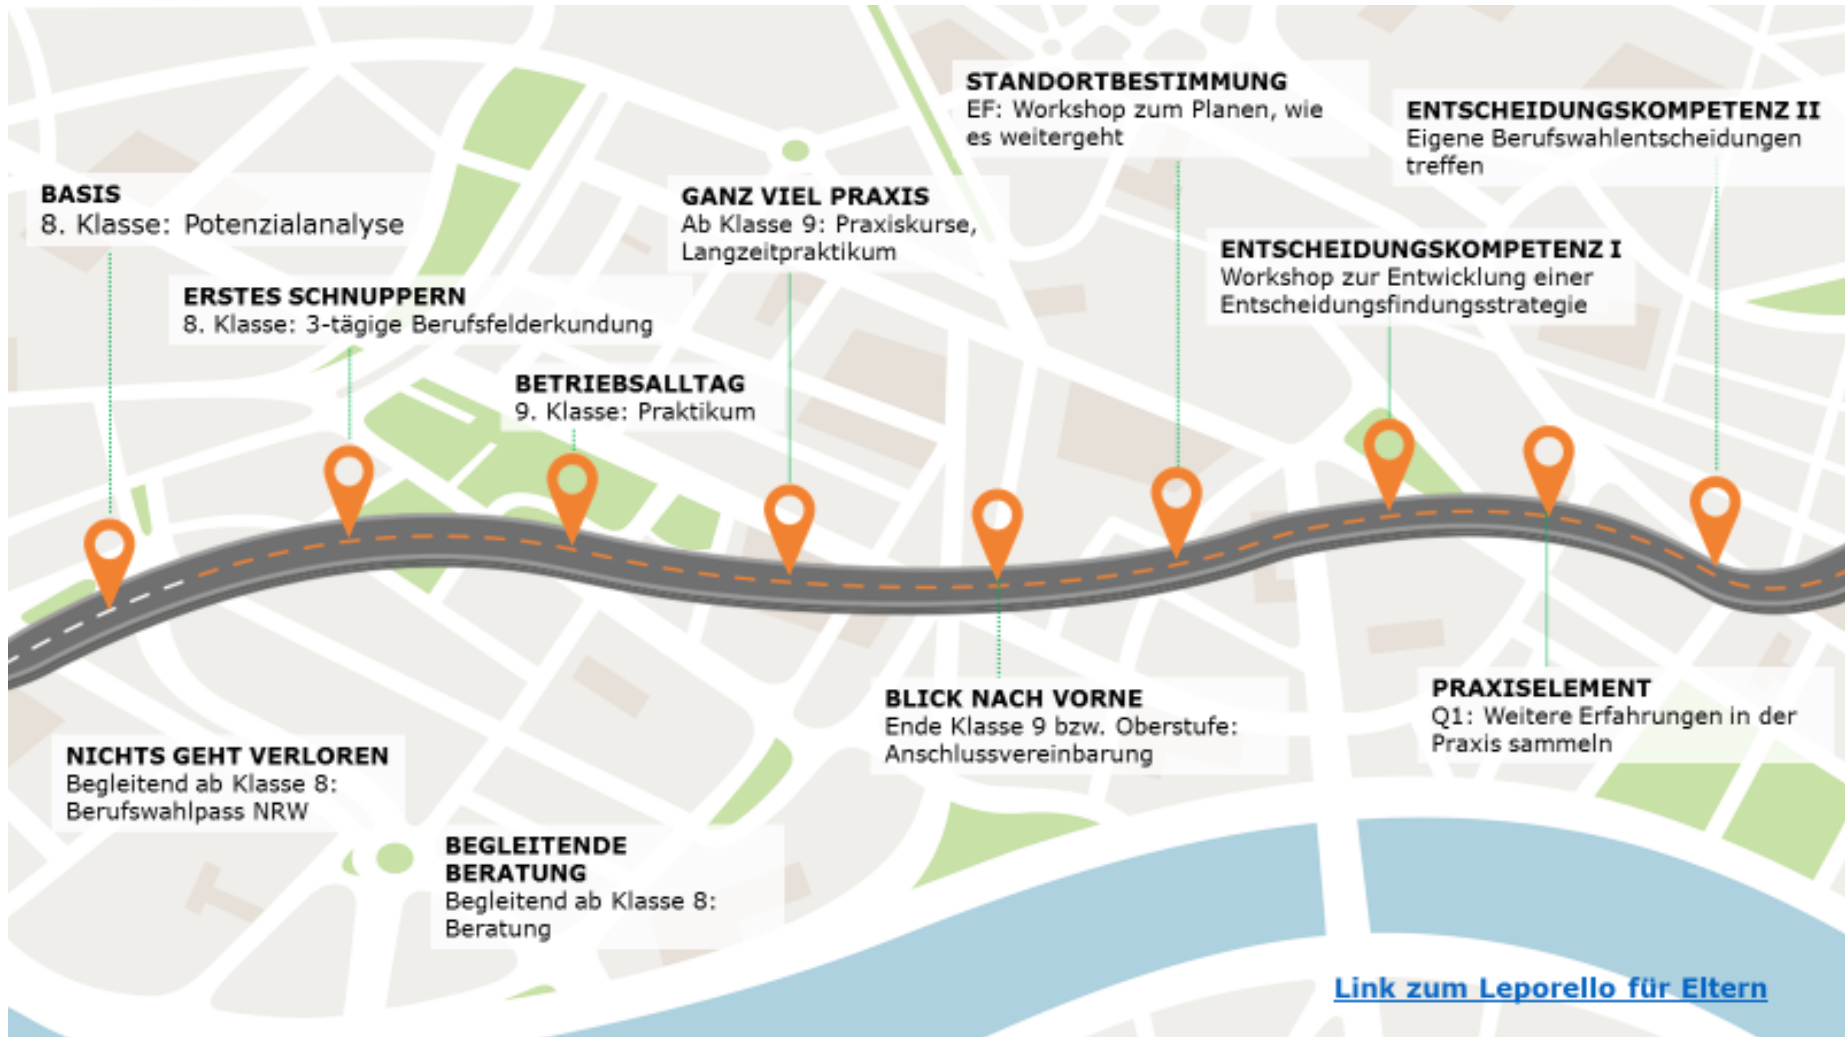 BASIS
8. Klasse: Potenzialanalyse
ERSTES SCHNUPPERN
8. Klasse: 3-tägige Berufsfelderkundung
BETRIEBSALLTAG
9. Klasse: Praktikum
GANZ VIEL PRAXIS
Ab Klasse 9: Praxiskurse,
Langzeitpraktikum
STANDORTBESTIMMUNG
EF: Workshop zum Planen, wie
es weitergeht
ENTSCHEIDUNGSKOMPETENZ I
Workshop zur Entwicklung einer
Entscheidungsfindungsstrategie
ENTSCHEIDUNGSKOMPETENZ II
Eigene Berufswahlentscheidungen
treffen
NICHTS GEHT VERLOREN
Begleitend ab Klasse 8:
Berufswahlpass NRW
BEGLEITENDE
BERATUNG
Begleitend ab Klasse 8:
Beratung
BLICK NACH VORNE
Ende Klasse 9 bzw. Oberstufe:
Anschlussvereinbarung
PRAXISELEMENT
Q1: Weitere Erfahrungen in der
Praxis sammeln
Link zum Leporello für Eltern